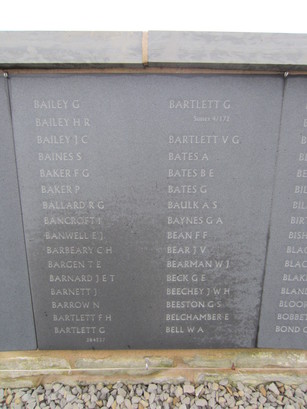 BAILEY G
BAILEY H R
BAILEY J C
BAINES S
BAKER F G
BAKER P
BALLARD R G
BANCROFT I
BANWELL E J
BARBEARY C H
BARGEN T E
BARNARD J E T
BARNETT J
BARROW N
BARTLETT F H
BARTLETT G
BARTLETT G
BARTLETT V G
BATES A
BATES B E
BATES G
BAULK A S
BAYNES G A
BEAN F F
BEAR J V
BEARMAN W J
BECK G E
BEECHEY J W H
BEESTON G S
BELCHAMBER E
BELL W A
BOND